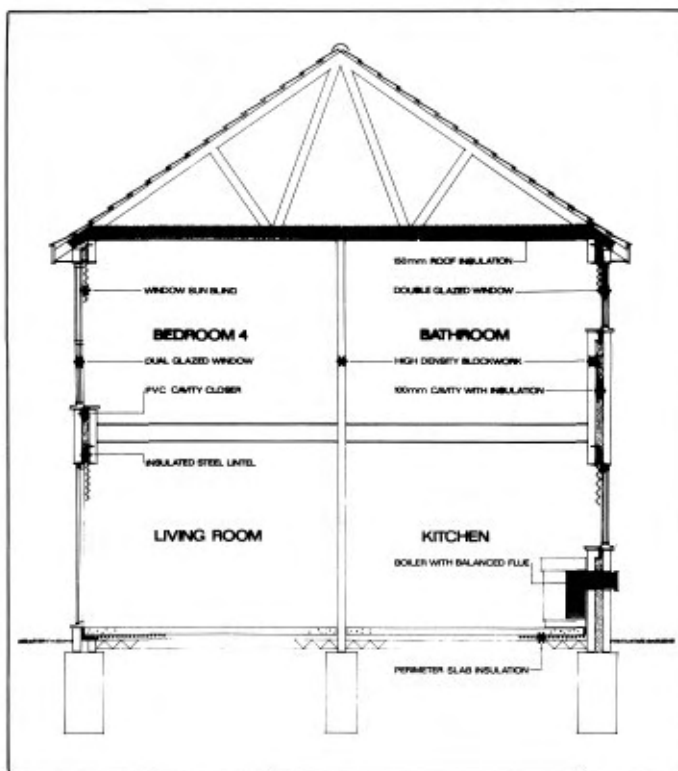 150mm ROOF INSULATION
WINDOW SUN BLIND
DOUBLE GLAZED WINDOW
BEDROOM 4
BATHROOM
DUAL GLAZED WINDOW
HIGH DENSITY BLOCKWORK
PVC CAVITY CLOSER
100mm CAVITY WITH INSULATION
INSULATED STEEL LINTEL
LIVING ROOM
KITCHEN
BOILER WITH BALANCED FLUE
PERIMETER SLAB INSULATION